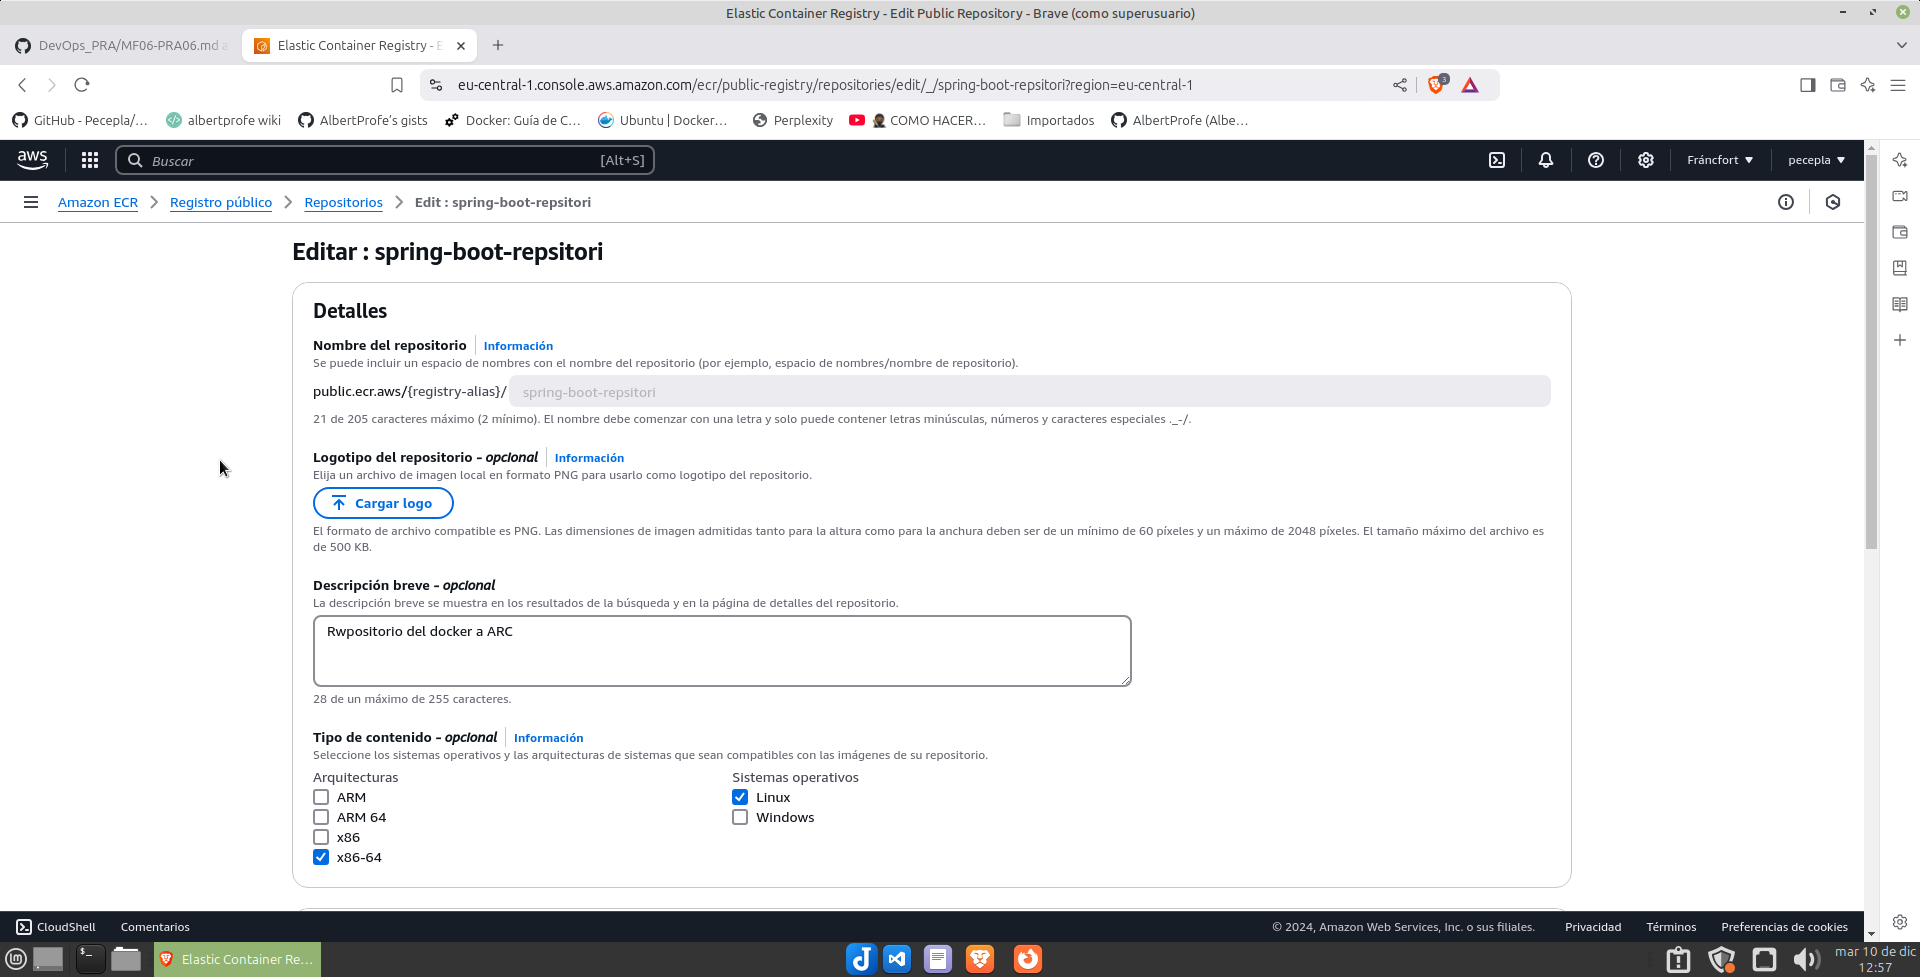 Elastic Container Registry - Edit Public Repository - Brave (como superusuario)
DevOps_PRA/MF06-PRA06.md a
Elastic Container Registry - E
eu-central-1.console.aws.amazon.com/ecr/public-registry/repositories/edit/_/spring-boot-repsitori?region=eu-central-1
3
GitHub - Pecepla/...
albertprofe wiki
AlbertProfe's gists
Docker: Guía de C...
Ubuntu | Docker...
Perplexity
COMO HACER...
Importados
AlbertProfe (Albe...
aws
Buscar
[Alt+S]
Fráncfort
pecepla
Amazon ECR
Registro público
Repositorios
Edit : spring-boot-repsitori
Editar : spring-boot-repsitori
Detalles
Nombre del repositorio
Información
Se puede incluir un espacio de nombres con el nombre del repositorio (por ejemplo, espacio de nombres/nombre de repositorio).
public.ecr.aws/{registry-alias}/
spring-boot-repsitori
21 de 205 caracteres máximo (2 mínimo). El nombre debe comenzar con una letra y solo puede contener letras minúsculas, números y caracteres especiales ._-/.
Logotipo del repositorio - opcional
Información
Elija un archivo de imagen local en formato PNG para usarlo como logotipo del repositorio.
Cargar logo
El formato de archivo compatible es PNG. Las dimensiones de imagen admitidas tanto para la altura como para la anchura deben ser de un mínimo de 60 píxeles y un máximo de 2048 píxeles. El tamaño máximo del archivo es
de 500 KB.
Descripción breve - opcional
La descripción breve se muestra en los resultados de la búsqueda y en la página de detalles del repositorio.
Rwpositorio del docker a ARC
28 de un máximo de 255 caracteres.
Tipo de contenido - opcional
Información
Seleccione los sistemas operativos y las arquitecturas de sistemas que sean compatibles con las imágenes de su repositorio.
Arquitecturas
ARM
ARM 64
x86
x86-64
Sistemas operativos
Linux
Windows
CloudShell
Comentarios
© 2024, Amazon Web Services, Inc. o sus filiales.
Privacidad
Términos
Preferencias de cookies
Elastic Container Re...
mar 10 de dic
12:57